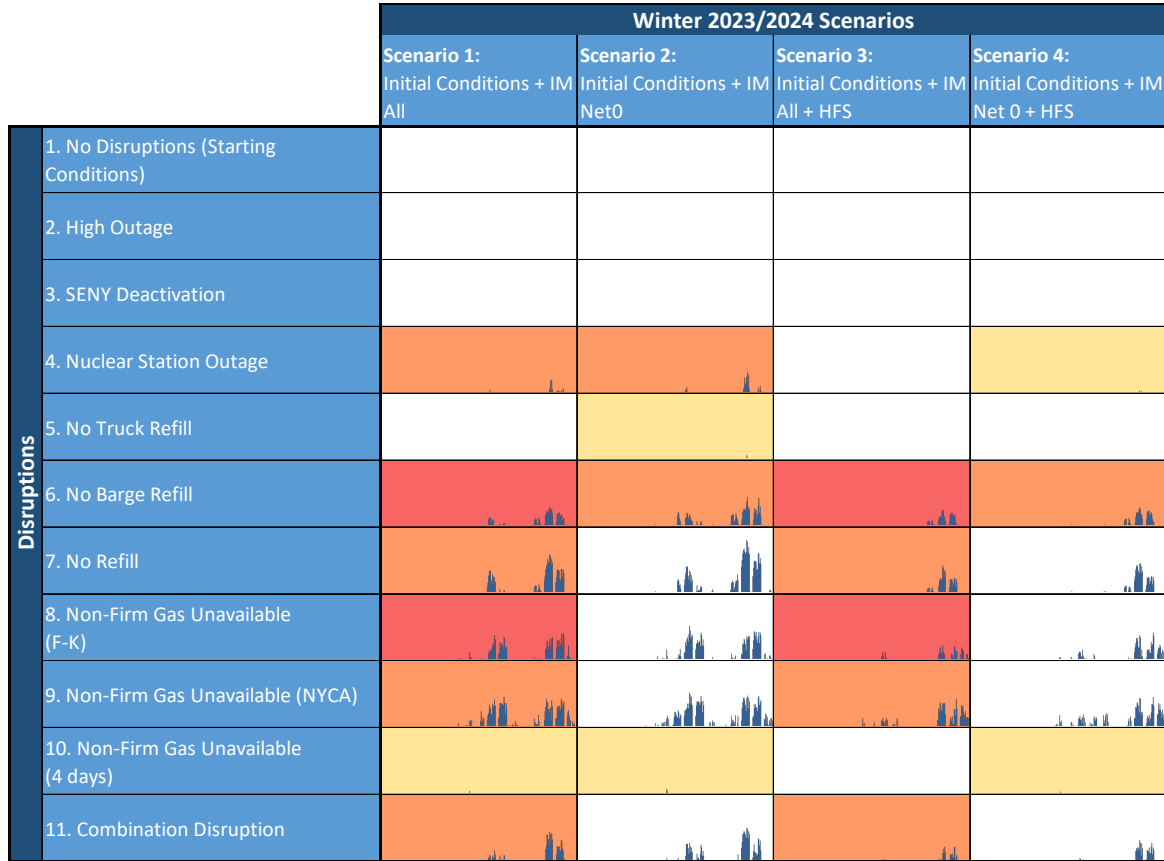 Winter 2023/2024 Scenarios
Scenario 1:
Initial Conditions + IM
All
Scenario 2:
Initial Conditions + IM
Net0
Scenario 3:
Initial Conditions + IM
All + HFS
Scenario 4:
Initial Conditions + IM
Net 0 + HFS
Disruptions
1. No Disruptions (Starting
Conditions)
2. High Outage
3. SENY Deactivation
4. Nuclear Station Outage
5. No Truck Refill
6. No Barge Refill
7. No Refill
8. Non-Firm Gas Unavailable
(F-K)
9. Non-Firm Gas Unavailable (NYCA)
10. Non-Firm Gas Unavailable
(4 days)
11. Combination Disruption